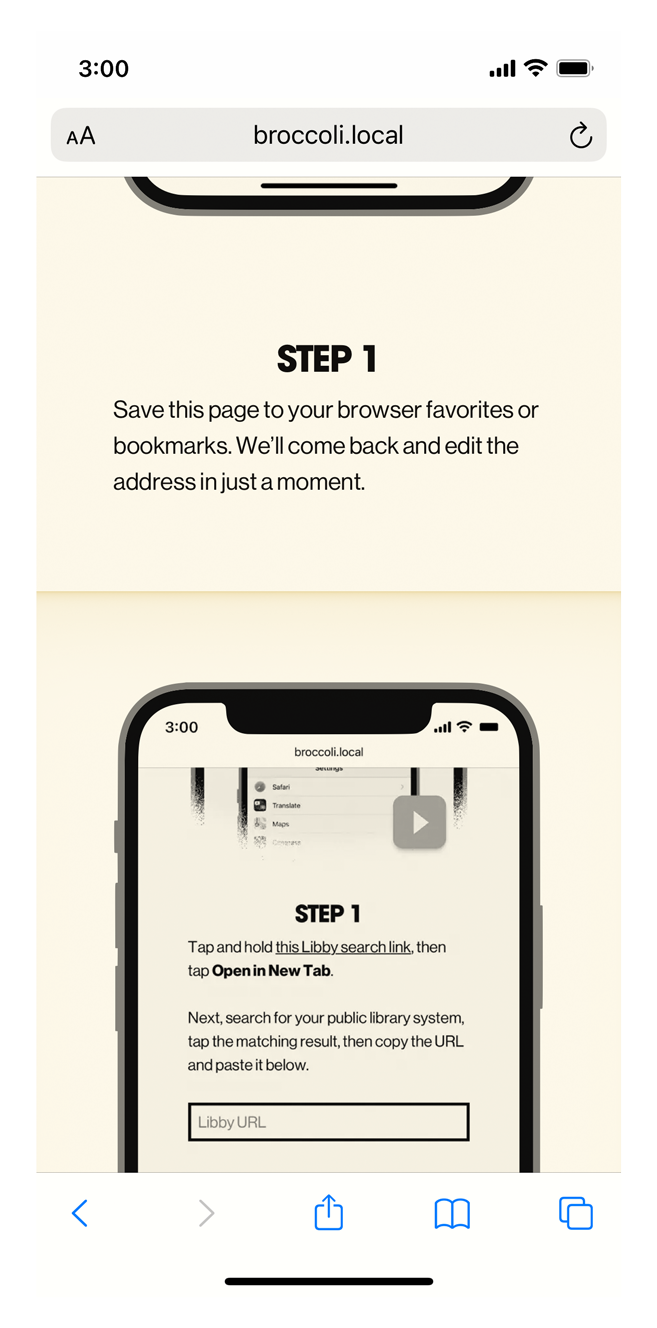 3:00
AA
broccoli.local
STEP 1
Save this page to your browser favorites or
bookmarks. We’ll come back and edit the
address in just a moment.
3:00
broccoli.local
Settings
Safari
Translate
Maps
STEP 1
Tap and hold this Libby search link, then
tap Open in New Tab.
Next, search for your public library system,
tap the matching result, then copy the URL
and paste it below.
Libby URL